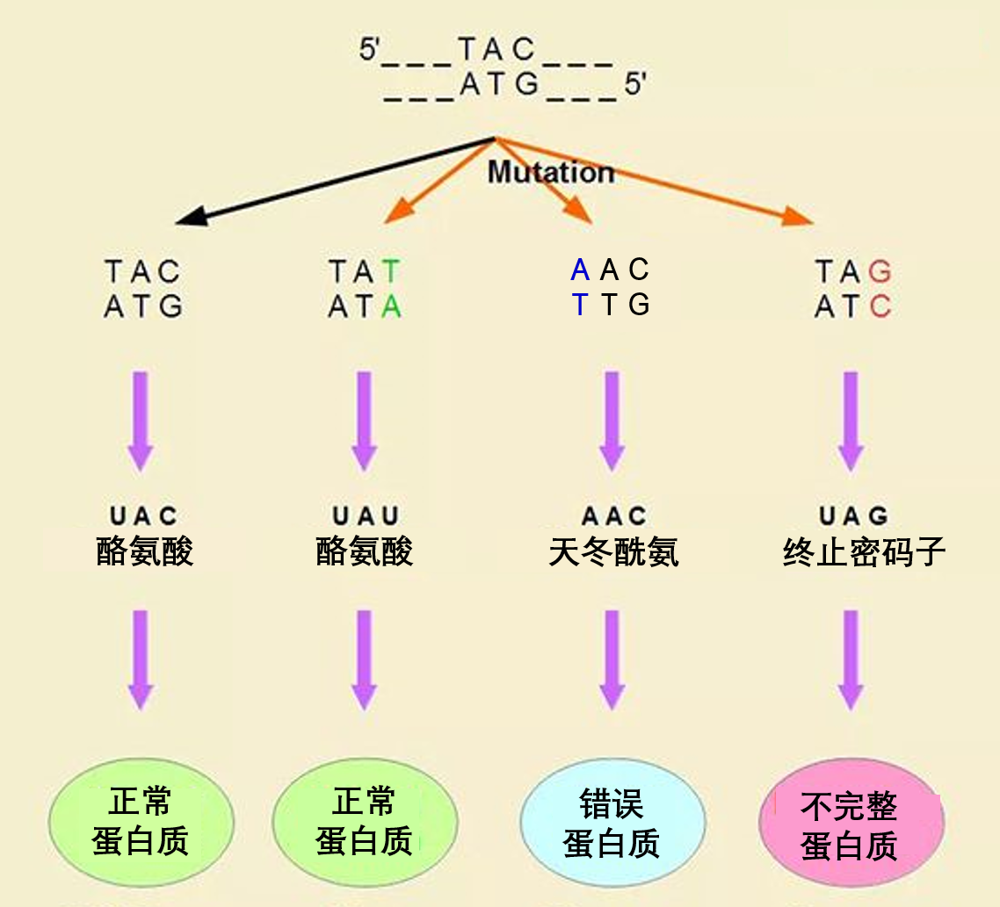 5'___TAC___
___ATG___5'
Mutation
TAC
ATG
TAT
ATA
AAC
TTG
TAG
ATC
UAC
酪氨酸
UAU
酪氨酸
AAC
天冬酰氨
UAG
终止密码子
正常
蛋白质
正常
蛋白质
错误
蛋白质
不完整
蛋白质